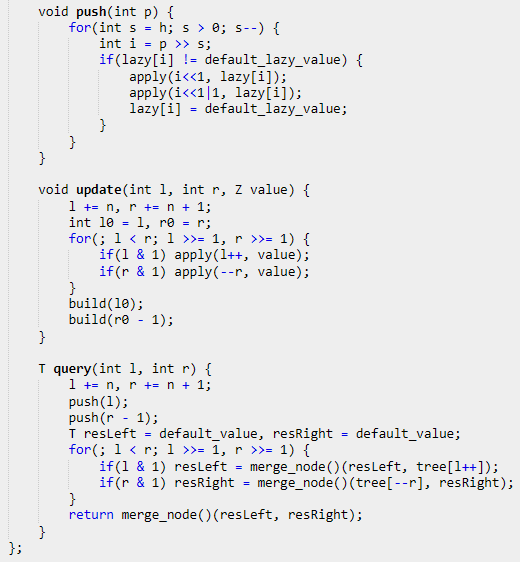 void push(int p) {
for(int s = h; s > 0; s--) {
int i = p >> s;
if(lazy[i] != default_lazy_value) {
apply(i<<1, lazy[i]);
apply(i<<1|1, lazy[i]);
lazy[i] = default_lazy_value;
}
}
}
void update(int l, int r, Z value) {
l += n, r += n + 1;
int l0 = l, r0 = r;
for(; l < r; l >>= 1, r >>= 1) {
if(l & 1) apply(l++, value);
if(r & 1) apply(--r, value);
}
build(l0);
build(r0 - 1);
}
T query(int l, int r) {
l += n, r += n + 1;
push(l);
push(r - 1);
T resLeft = default_value, resRight = default_value;
for(; l < r; l >>= 1, r >>= 1) {
if(l & 1) resLeft = merge_node()(resLeft, tree[l++]);
if(r & 1) resRight = merge_node()(tree[--r], resRight);
}
return merge_node()(resLeft, resRight);
}
};